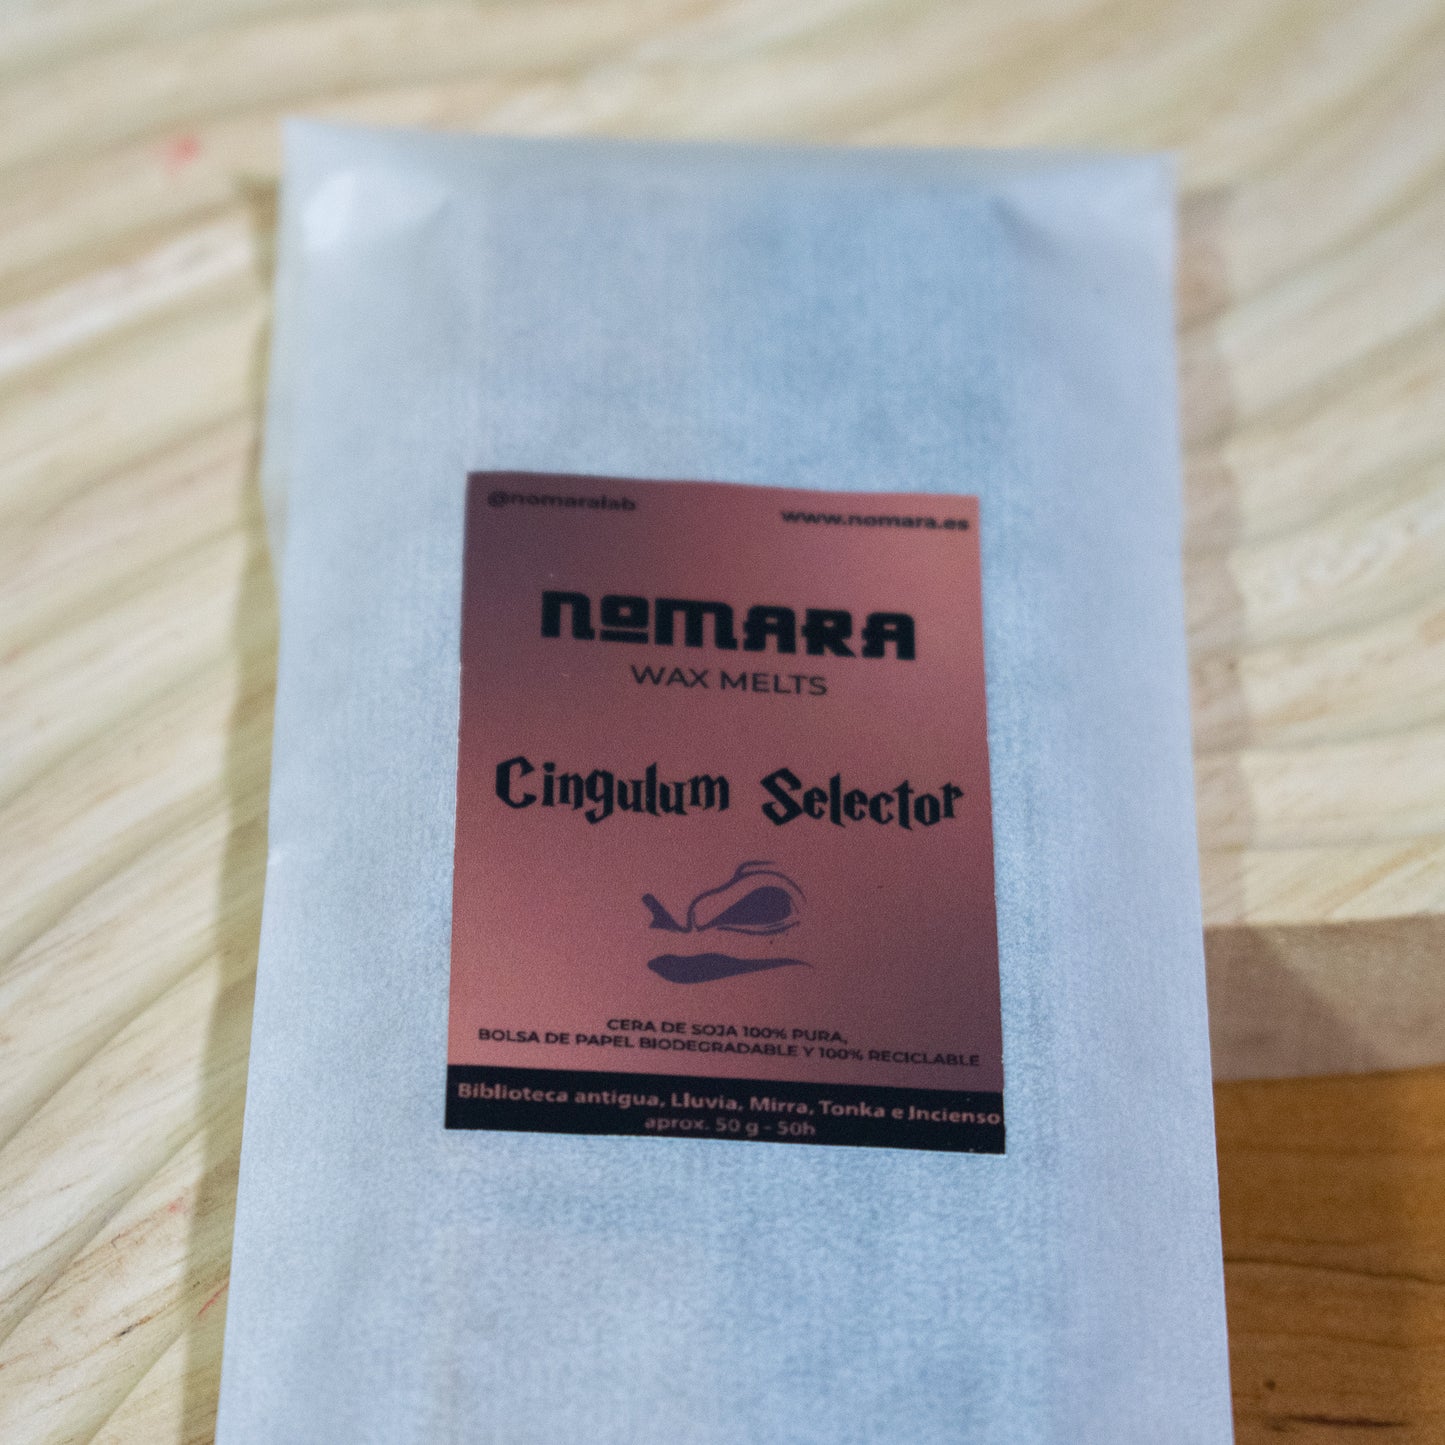 @nomaralab
www.nomara.es
NOMARA
WAX MELTS
Cingulum Selector
CERA DE SOJA 100% PURA,
BOLSA DE PAPEL BIODEGRADABLE Y 100% RECICLABLE
Biblioteca antigua, Lluvia, Mirra, Tonka e Incienso
aprox. 50 g - 50h